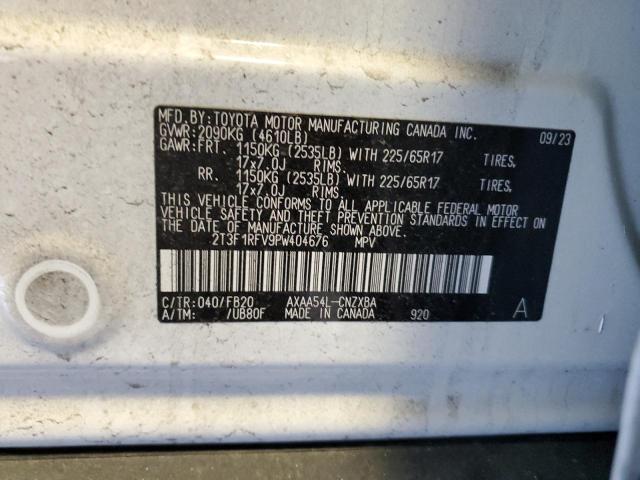 MFD.BY:TOYOTA MOTOR MANUFACTURING CANADA INC. 09/23
GVWR:2090KG (4610LB)
GAWR:FRT. 1150KG (2535LB) WITH 225/65R17 TIRES,
17x7.0J RIMS.
RR. 1150KG (2535LB) WITH 225/65R17 TIRES,
17x7.0J RIMS.
THIS VEHICLE CONFORMS TO ALL APPLICABLE FEDERAL MOTOR
VEHICLE SAFETY AND THEFT PREVENTION STANDARDS IN EFFECT ON
THE DATE OF MANUFACTURE SHOWN ABOVE.
2T3F1RFV9PW404676 MPV
C/TR:040/FB20 AXAA54L-CNZXBA
A/TM: /UB80F MADE IN CANADA 920 A